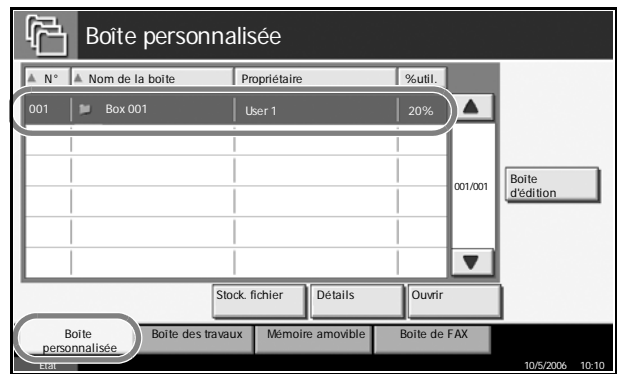 Boîte personnalisée
N° Nom de la boîte Propriétaire %util.
001 Box 001 User 1 20%
001/001
Boîte
d'édition
Stock. fichier Détails Ouvrir
Boîte
personnalisée
Boîte des travaux Mémoire amovible Boîte de FAX
État 10/5/2006 10:10